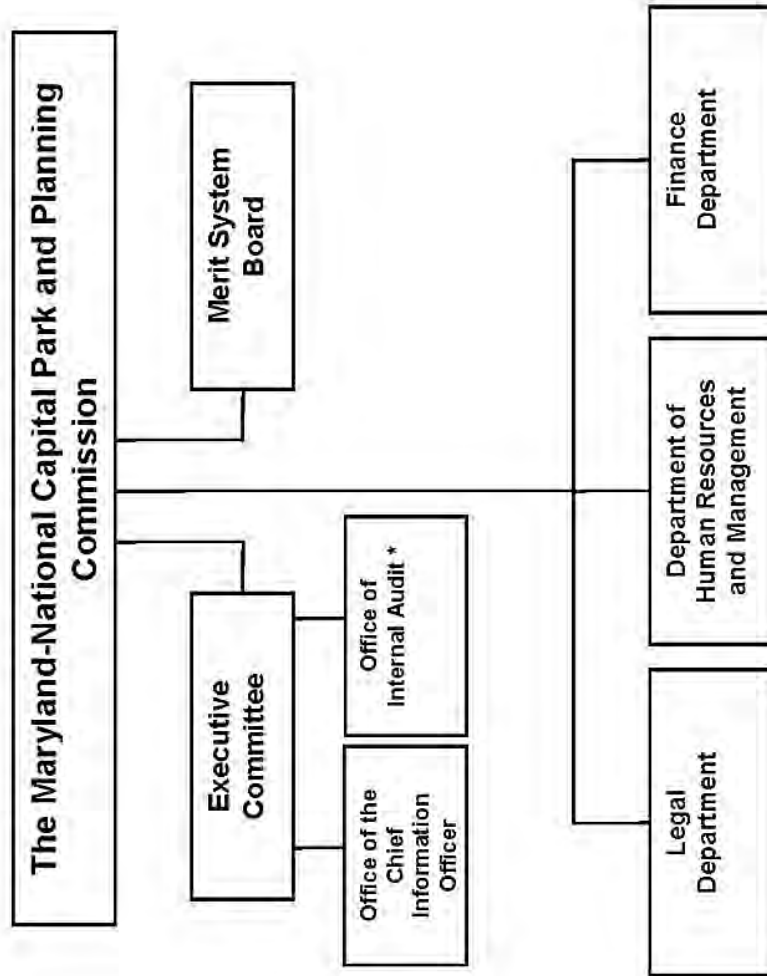 The Maryland-National Capital Park and Planning
Commission
Executive
Committee
Merit System
Board
Office of the
Chief
Information
Officer
Office of
Internal Audit *
Legal
Department
Department of
Human Resources
and Management
Finance
Department